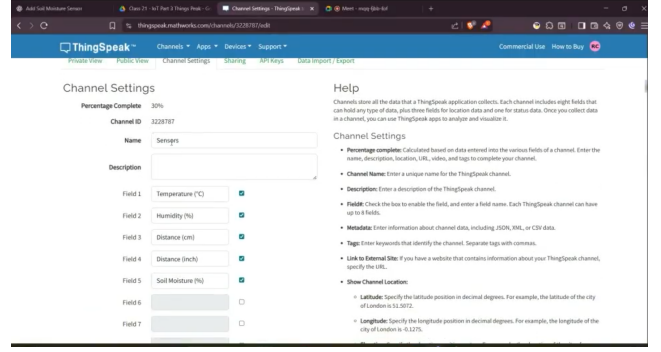 Add Soil Moisture Sensor
Channel Settings - ThingSpeak
thingspeak.mathworks.com/channels/3228787/edit
ThingSpeak™
Channels
Apps
Devices
Support
Commercial Use
How to Buy
RC
Private View
Public View
Channel Settings
Sharing
API Keys
Data Import / Export
Channel Settings
Percentage Complete 30%
Channel ID 3228787
Name Sensors
Description
Field 1 Temperature (°C)
Field 2 Humidity (%)
Field 3 Distance (cm)
Field 4 Distance (inch)
Field 5 Soil Moisture (%)
Field 6
Field 7
Help
Channels store all the data that a ThingSpeak application collects. Each channel includes eight fields that
can hold any type of data, plus three fields for location data and one for status data. Once you collect data
in a channel, you can use ThingSpeak apps to analyze and visualize it.
Channel Settings
• Percentage complete: Calculated based on data entered into the various fields of a channel. Enter the
name, description, location, URL, video, and tags to complete your channel.
• Channel Name: Enter a unique name for the ThingSpeak channel.
• Description: Enter a description of the ThingSpeak channel.
• Field#: Check the box to enable the field, and enter a field name. Each ThingSpeak channel can have
up to 8 fields.
• Metadata: Enter information about channel data, including JSON, XML, or CSV data.
• Tags: Enter keywords that identify the channel. Separate tags with commas.
• Link to External Site: If you have a website that contains information about your ThingSpeak channel,
specify the URL.
• Show Channel Location:
Latitude: Specify the latitude position in decimal degrees. For example, the latitude of the city
of London is 51.5072.
Longitude: Specify the longitude position in decimal degrees. For example, the longitude of the
city of London is -0.1275.